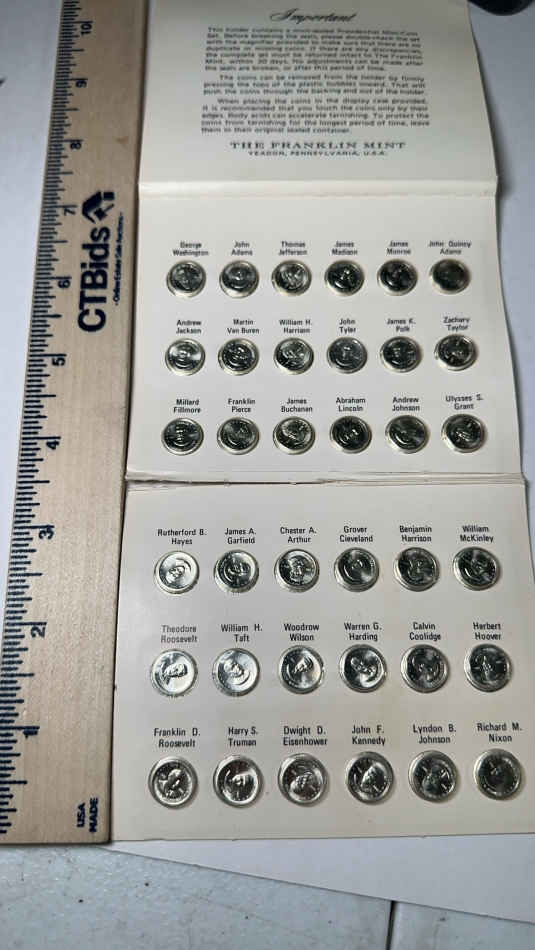 Important
This holder contains a mint-sealed Presidential Mini-Coin
Set. Before breaking the seals, please double-check the set
with the magnifier provided to make sure that there are no
duplicate or missing coins. If there are any discrepancies,
the complete set must be returned intact to The Franklin
Mint, within 30 days. No adjustments can be made after
the seals are broken, or after this period of time.
The coins can be removed from the holder by firmly
pressing the tops of the plastic bubbles inward. That will
push the coins through the backing and out of the holder.
When placing the coins in the display case provided,
it is recommended that you touch the coins only by their
edges. Body acids can accelerate tarnishing. To protect the
coins from tarnishing for the longest period of time, leave
them in their original sealed container.
THE FRANKLIN MINT
YEADON, PENNSYLVANIA, U.S.A.
George
Washington
John
Adams
Thomas
Jefferson
James
Madison
James
Monroe
John Quincy
Adams
Andrew
Jackson
Martin
Van Buren
William H.
Harrison
John
Tyler
James K.
Polk
Zachary
Taylor
Millard
Fillmore
Franklin
Pierce
James
Buchanan
Abraham
Lincoln
Andrew
Johnson
Ulysses S.
Grant
Rutherford B.
Hayes
James A.
Garfield
Chester A.
Arthur
Grover
Cleveland
Benjamin
Harrison
William
McKinley
Theodore
Roosevelt
William H.
Taft
Woodrow
Wilson
Warren G.
Harding
Calvin
Coolidge
Herbert
Hoover
Franklin D.
Roosevelt
Harry S.
Truman
Dwight D.
Eisenhower
John F.
Kennedy
Lyndon B.
Johnson
Richard M.
Nixon
10
9
8
7
6
5
4
3
2
1
CTBids
- Online Estate Sale Auctions -
USA
MADE